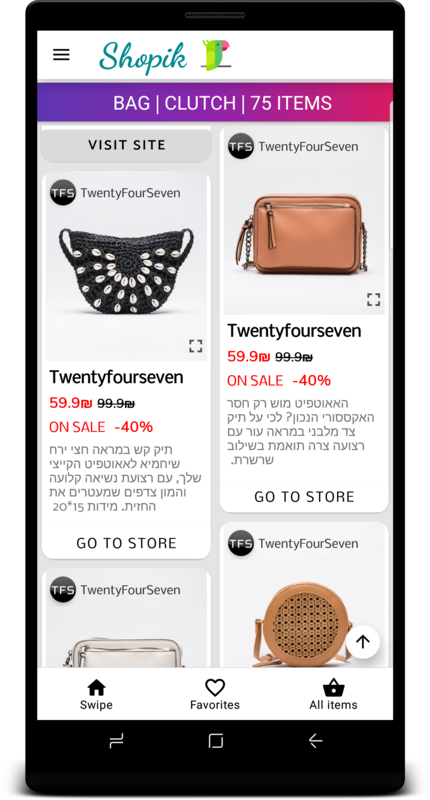 Shopik
BAG | CLUTCH | 75 ITEMS
VISIT SITE
TFS TwentyFourSeven
Twentyfourseven
59.9₪ 99.9₪
ON SALE -40%
תיק קש במראה חצי ירח
שיחמיא לאאוטפיט הקייצי
שלך, עם רצועת נשיאה קלועה
והמון צדפים שמעטרים את
החזית. מידות 15*20
GO TO STORE
TFS TwentyFourSeven
TFS TwentyFourSeven
Twentyfourseven
59.9₪ 99.9₪
ON SALE -40%
האאוטפיט מוש רק חסר
האקססורי הנכון? לכי על תיק
צד מלבני במראה עור עם
רצועה צרה תואמת בשילוב
שרשרת.
GO TO STORE
TFS TwentyFourSeven
Swipe
Favorites
All items